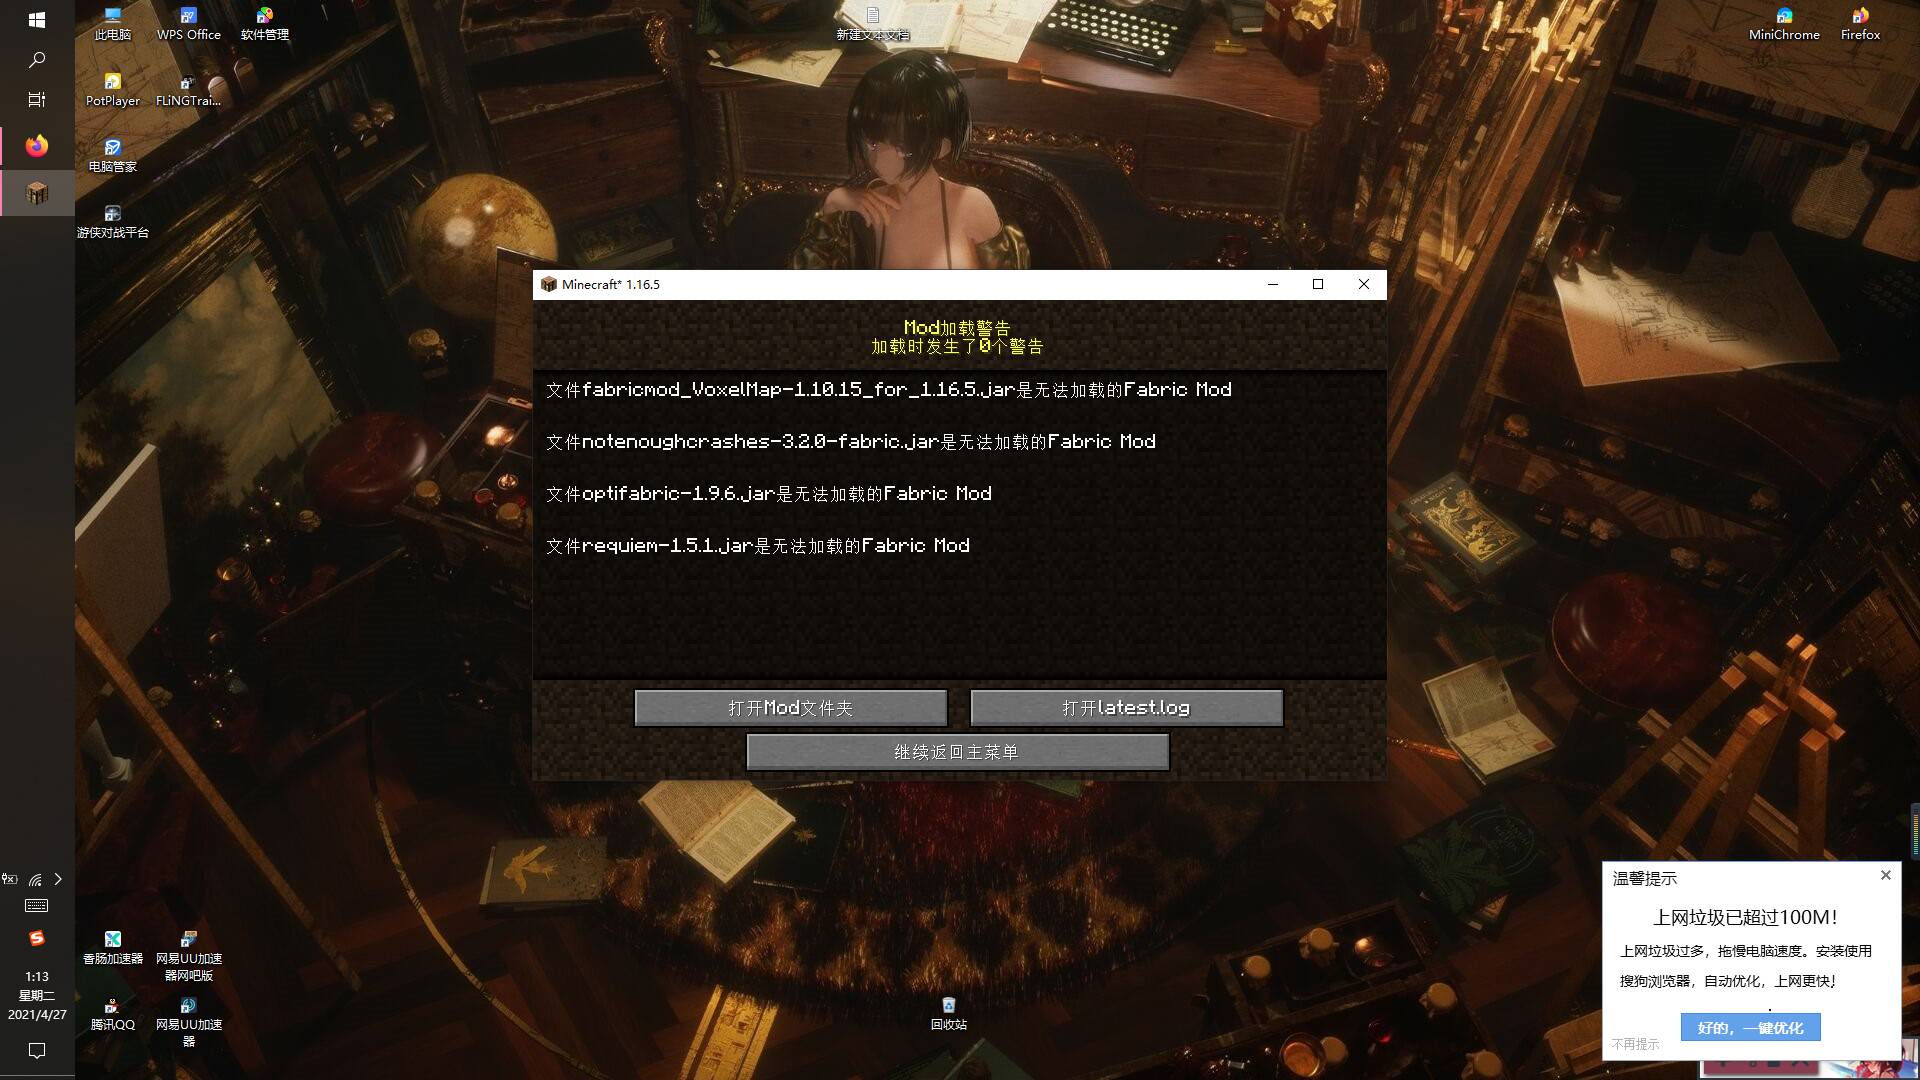 此电脑
WPS Office
软件管理
新建文本文档
MiniChrome
Firefox
PotPlayer
FLiNGTrai...
电脑管家
游侠对战平台
Minecraft* 1.16.5
Mod加载警告
加载时发生了0个警告
文件fabricmod_VoxelMap-1.10.15_for_1.16.5.jar是无法加载的Fabric Mod
文件notenoughcrashes-3.2.0-fabric.jar是无法加载的Fabric Mod
文件optifabric-1.9.6.jar是无法加载的Fabric Mod
文件requiem-1.5.1.jar是无法加载的Fabric Mod
打开Mod文件夹
打开latest.log
继续返回主菜单
温馨提示
上网垃圾已超过100M!
上网垃圾过多，拖慢电脑速度。安装使用
搜狗浏览器，自动优化，上网更快!
好的，一键优化
不再提示
香肠加速器
网易UU加速
器网吧版
1:13
星期二
2021/4/27
腾讯QQ
网易UU加速
器
回收站